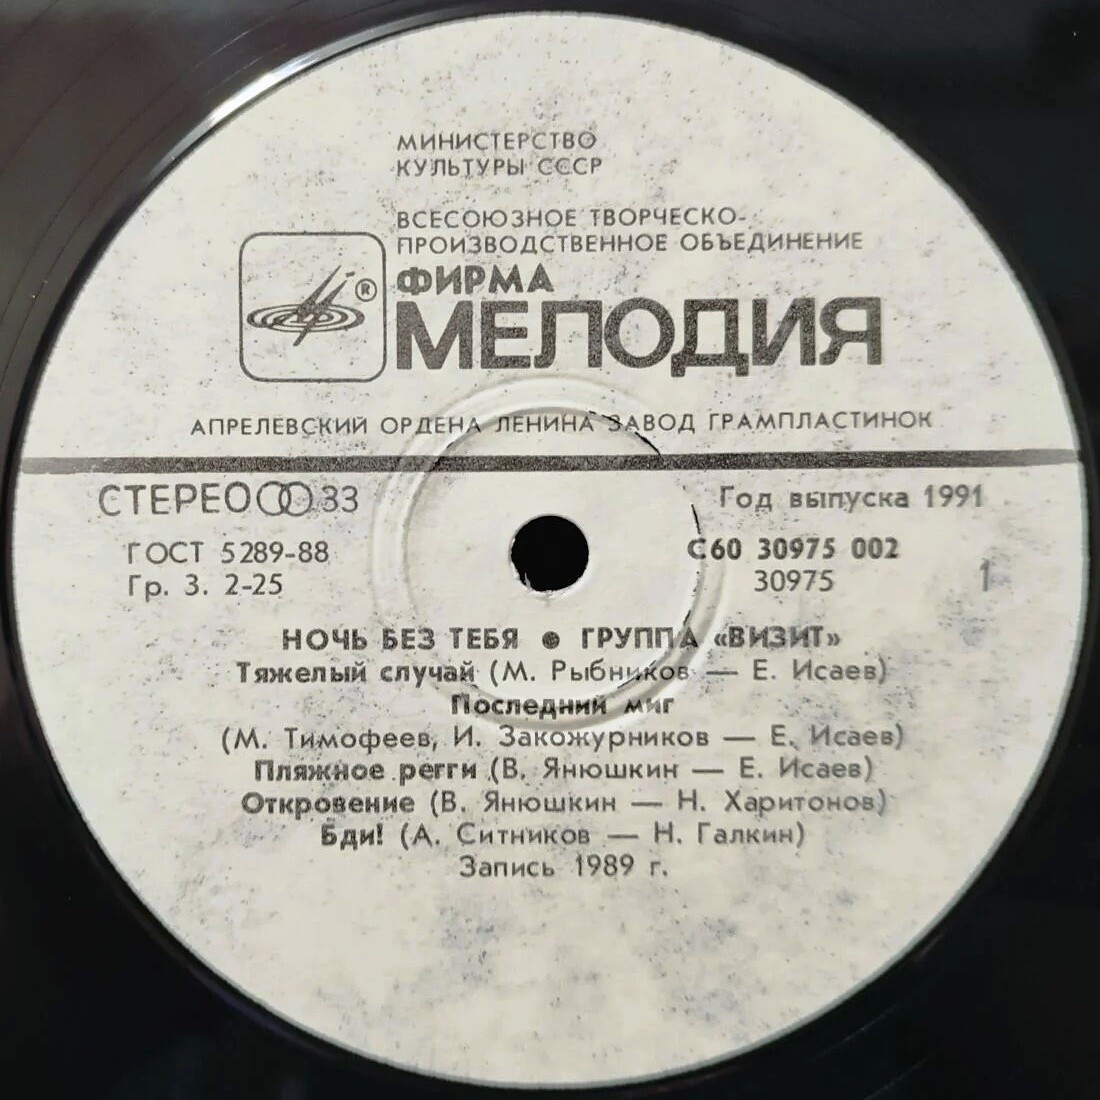 МИНИСТЕРСТВО
КУЛЬТУРЫ СССР
ВСЕСОЮЗНОЕ ТВОРЧЕСКО-
ПРОИЗВОДСТВЕННОЕ ОБЪЕДИНЕНИЕ
ФИРМА
®
МЕЛОДИЯ
АПРЕЛЕВСКИЙ ОРДЕНА ЛЕНИНА ЗАВОД ГРАМПЛАСТИНОК
СТЕРЕО 33
Год выпуска 1991
ГОСТ 5289-88
С60 30975 002
Гр. 3. 2-25
30975
1
НОЧЬ БЕЗ ТЕБЯ ● ГРУППА «ВИЗИТ»
Тяжелый случай (М. Рыбников — Е. Исаев)
Последний миг
(М. Тимофеев, И. Закожурников — Е. Исаев)
Пляжное регги (В. Янюшкин — Е. Исаев)
Откровение (В. Янюшкин — Н. Харитонов)
Бди! (А. Ситников — Н. Галкин)
Запись 1989 г.